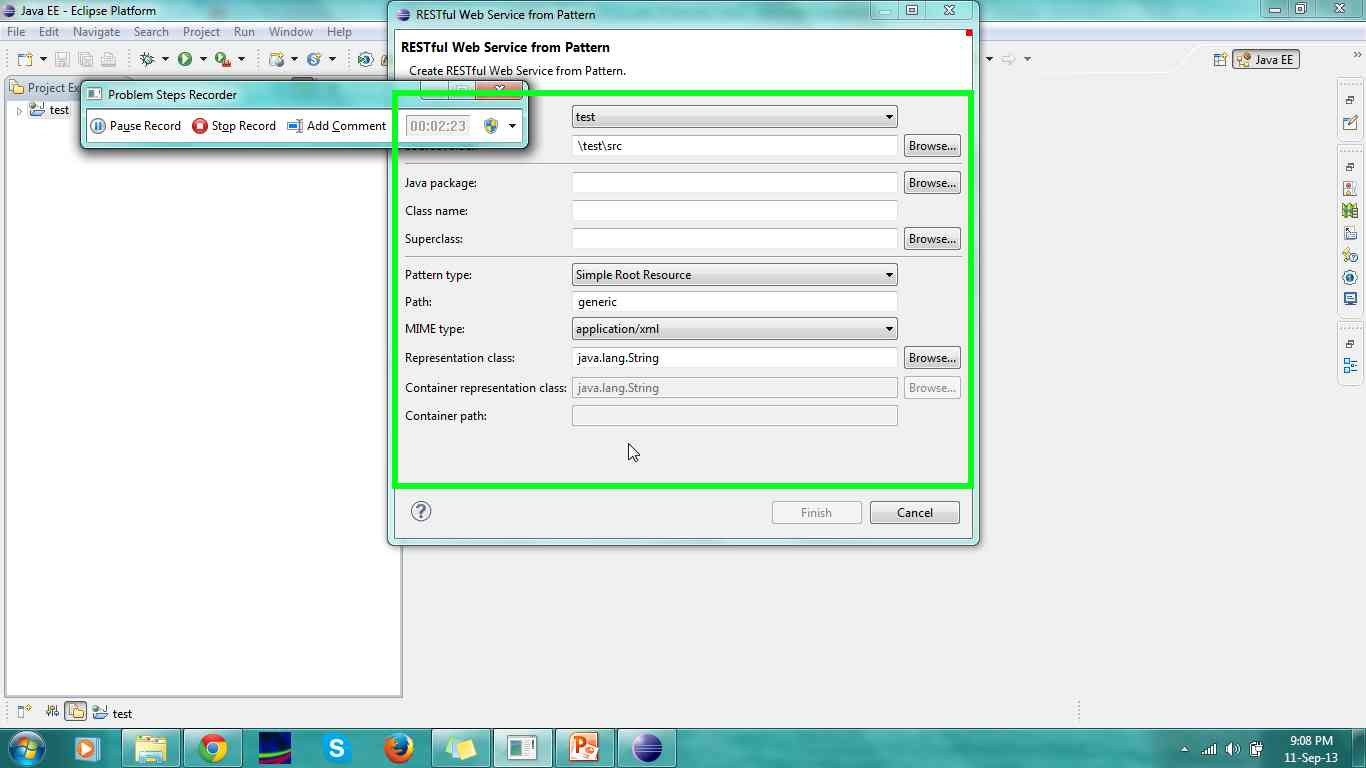 Java EE - Eclipse Platform
RESTful Web Service from Pattern
File Edit Navigate Search Project Run Window Help
RESTful Web Service from Pattern
Create RESTful Web Service from Pattern.
Java EE
Project Ex
Problem Steps Recorder
test
Pause Record Stop Record Add Comment 00:02:23
test
\test\src Browse...
Java package: Browse...
Class name:
Superclass: Browse...
Pattern type: Simple Root Resource
Path: generic
MIME type: application/xml
Representation class: java.lang.String Browse...
Container representation class: java.lang.String Browse...
Container path:
Finish Cancel
test
9:08 PM
11-Sep-13